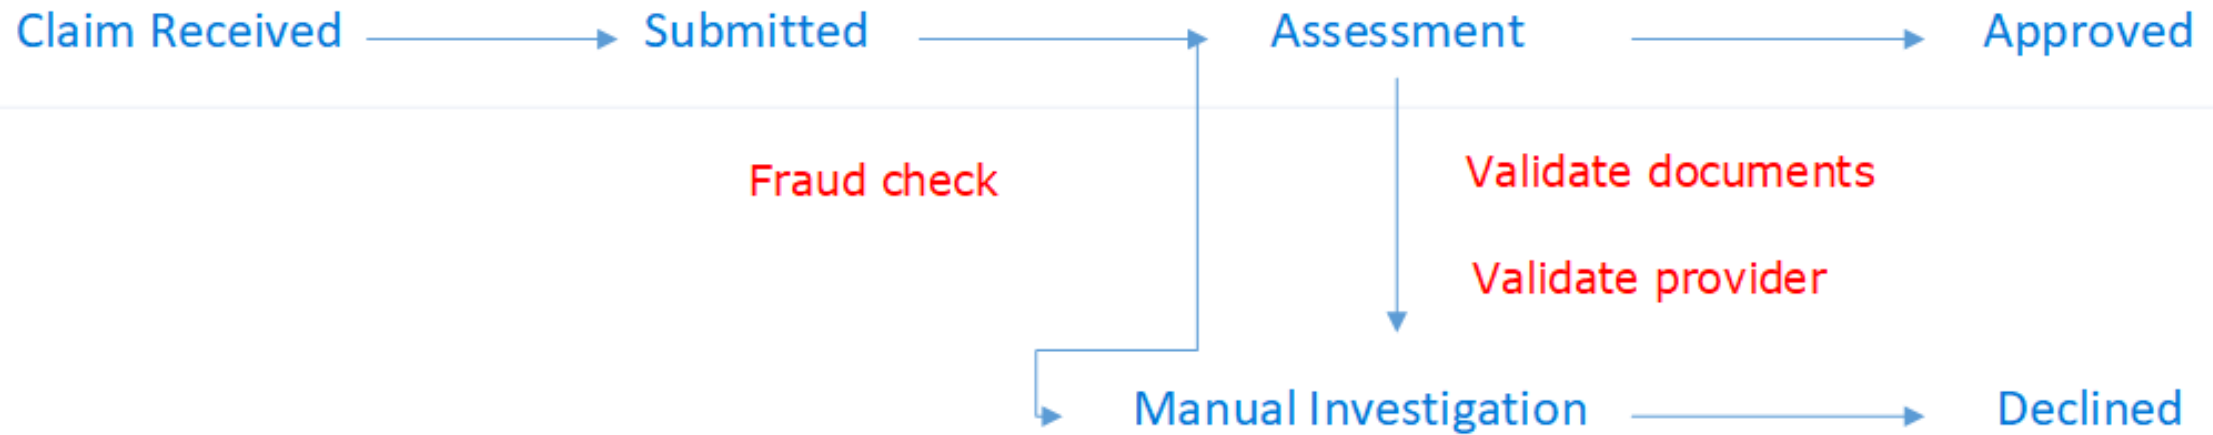 Claim Received Submitted Assessment Approved
Fraud check Validate documents
Validate provider
Manual Investigation Declined